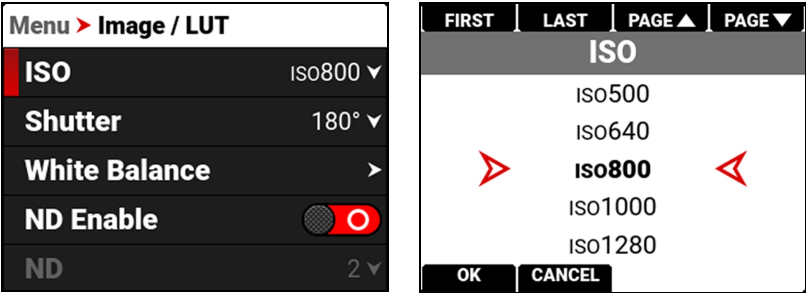 Menu > Image / LUT
ISO ISO800
Shutter 180°
White Balance
ND Enable
ND 2
FIRST LAST PAGE▲ PAGE▼
ISO
ISO500
ISO640
ISO800
ISO1000
ISO1280
OK CANCEL